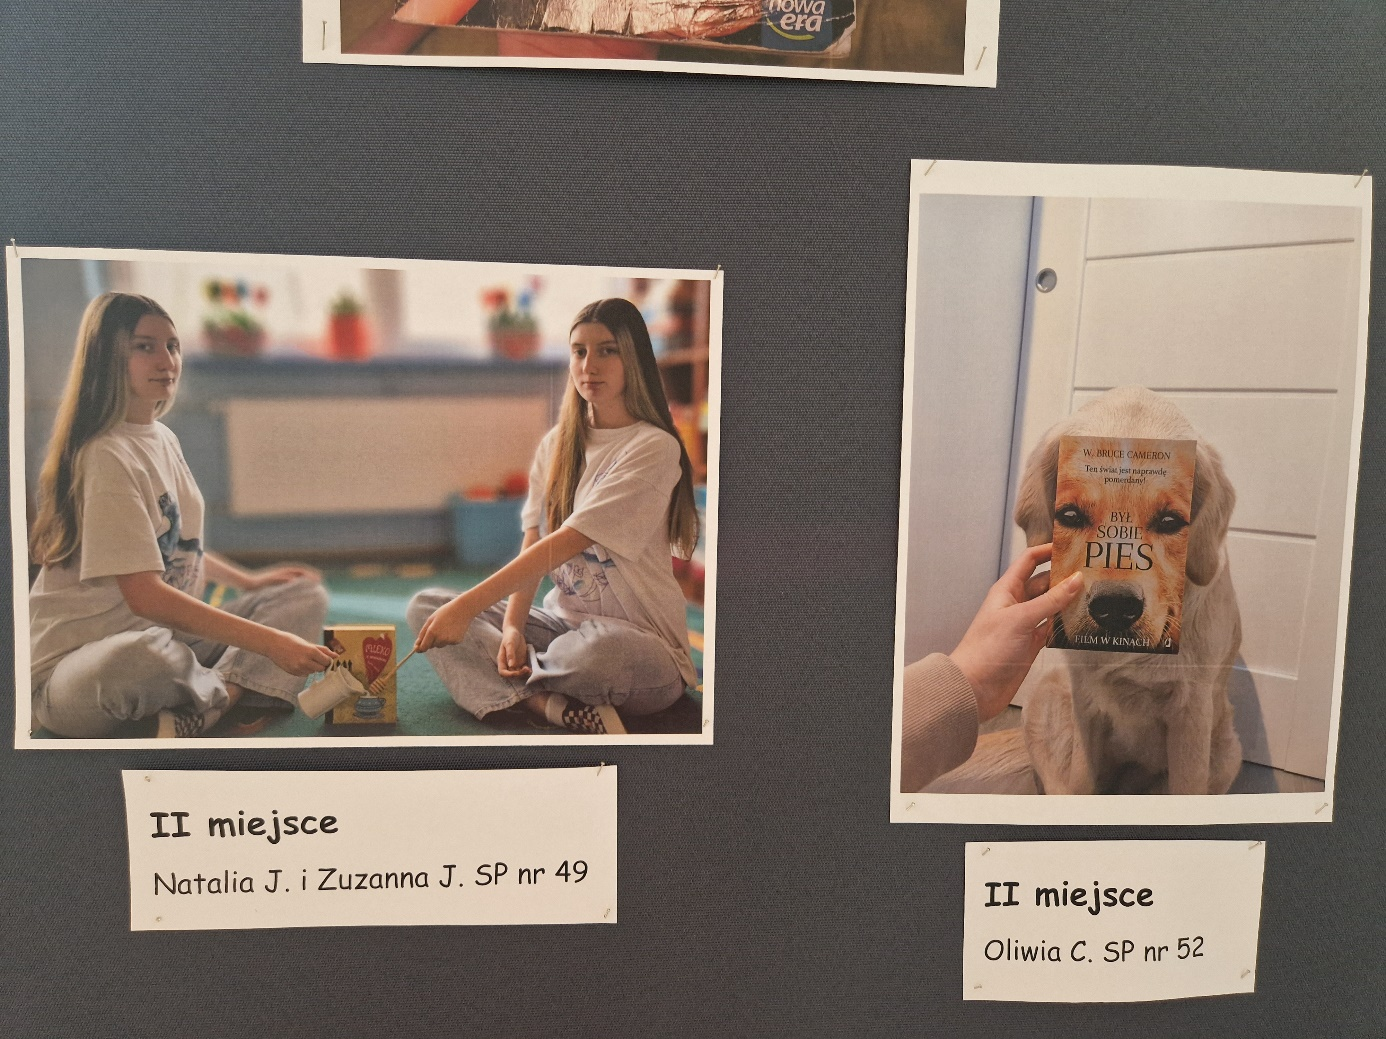 nowa
era
W. BRUCE CAMERON
Ten świat jest naprawdę
pomerdany!
BYŁ
SOBIE
PIES
FILM W KINACH
MLEKO
II miejsce
Natalia J. i Zuzanna J. SP nr 49
II miejsce
Oliwia C. SP nr 52